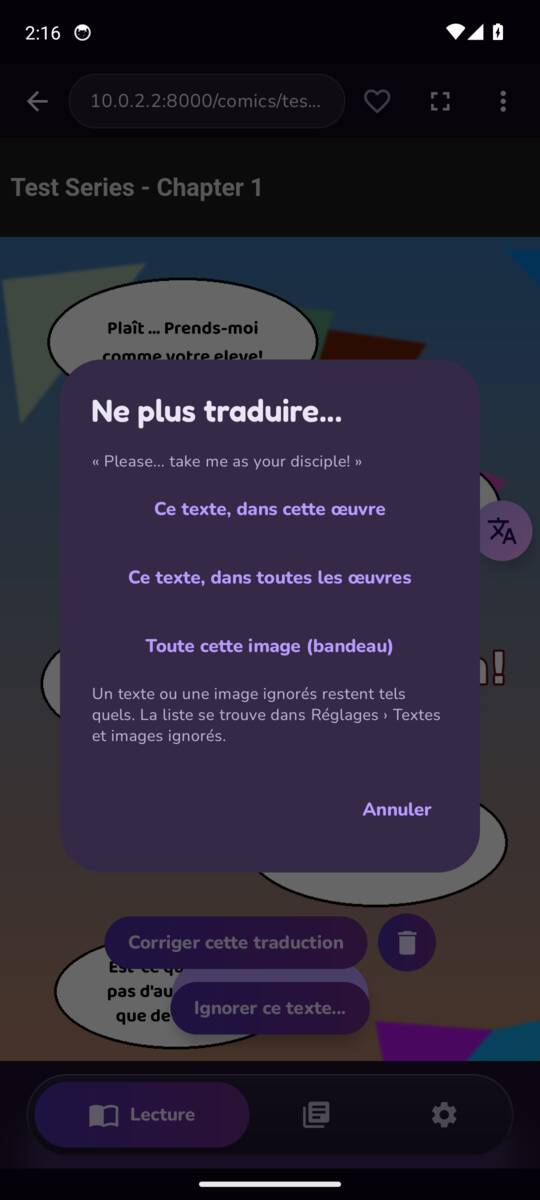 2:16
10.0.2.2:8000/comics/tes...
Test Series - Chapter 1
Plaît ... Prends-moi
comme votre eleve!
Ne plus traduire...
« Please... take me as your disciple! »
Ce texte, dans cette œuvre
Ce texte, dans toutes les œuvres
Toute cette image (bandeau)
Un texte ou une image ignorés restent tels
quels. La liste se trouve dans Réglages › Textes
et images ignorés.
Annuler
Corriger cette traduction
pas d'au
que de
Ignorer ce texte...
Lecture